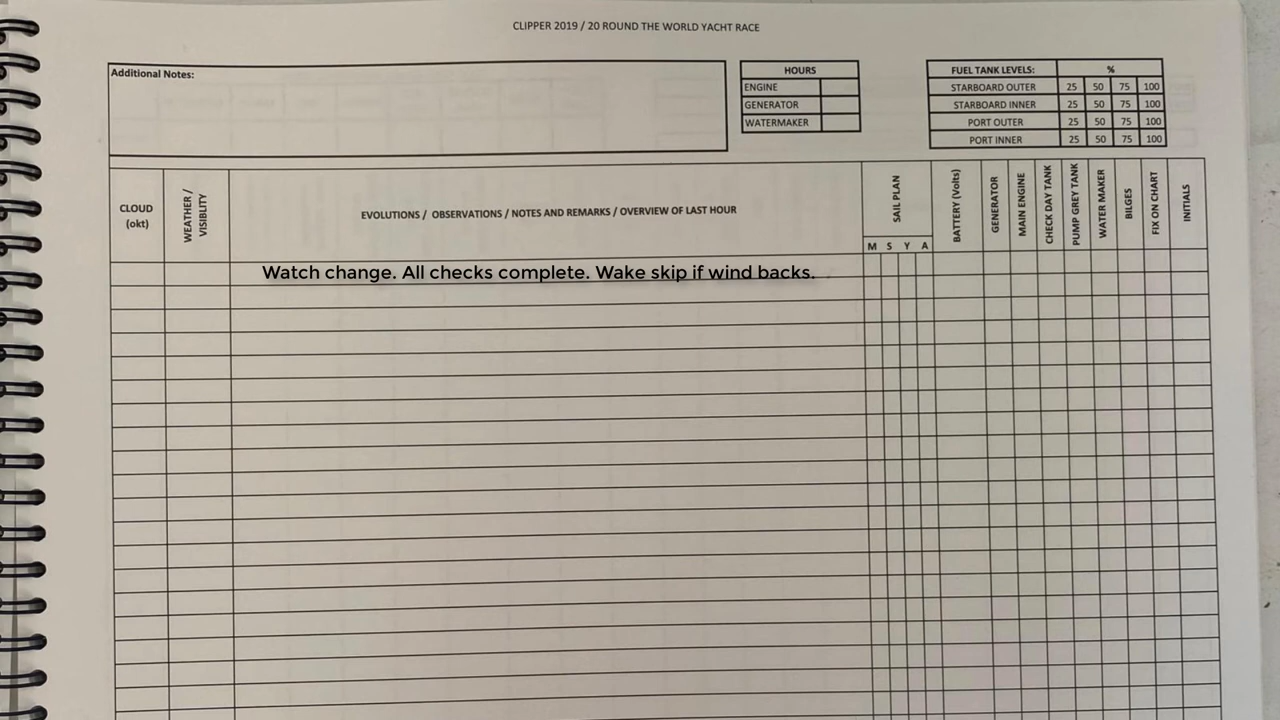 CLIPPER 2019 / 20 ROUND THE WORLD YACHT RACE
Additional Notes:
HOURS
ENGINE
GENERATOR
WATERMAKER
FUEL TANK LEVELS: %
STARBOARD OUTER 25 50 75 100
STARBOARD INNER 25 50 75 100
PORT OUTER 25 50 75 100
PORT INNER 25 50 75 100
CLOUD
(okt)
WEATHER /
VISIBLITY
EVOLUTIONS / OBSERVATIONS / NOTES AND REMARKS / OVERVIEW OF LAST HOUR
SAIL PLAN
M S Y A
BATTERY (Volts)
GENERATOR
MAIN ENGINE
CHECK DAY TANK
PUMP GREY TANK
WATER MAKER
BILGES
FIX ON CHART
INITIALS
Watch change. All checks complete. Wake skip if wind backs.